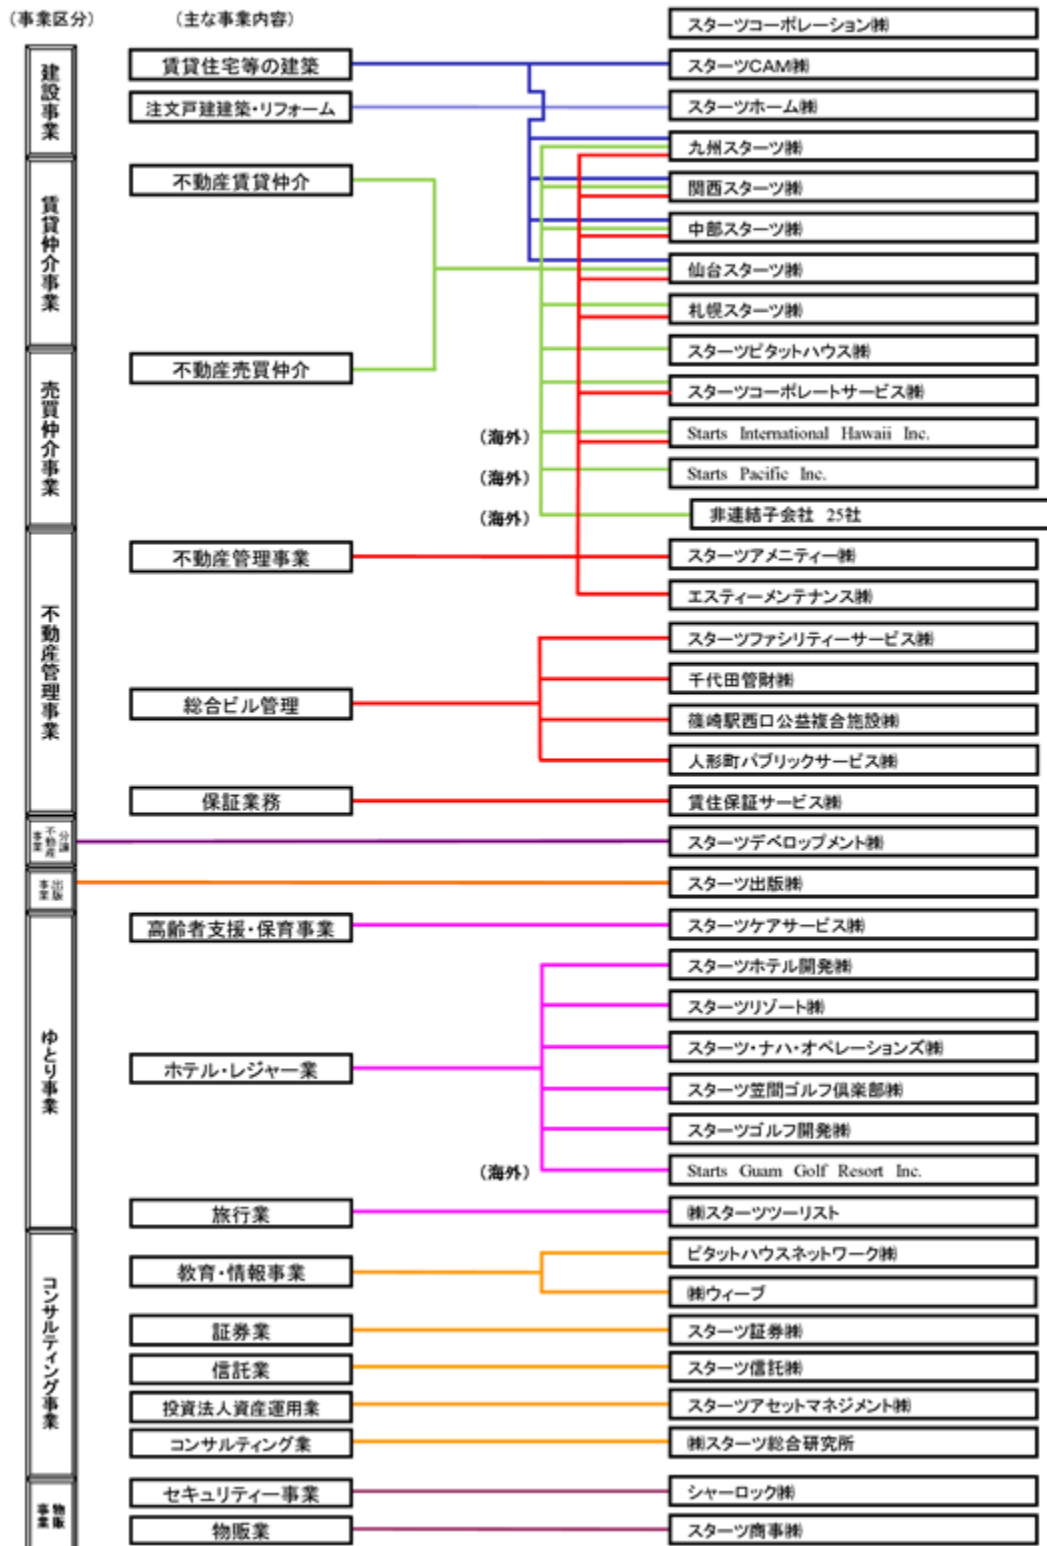 （事業区分）
（主な事業内容）
スターツコーポレーション㈱
建設事業
賃貸住宅等の建築
スターツCAM㈱
注文戸建建築・リフォーム
スターツホーム㈱
九州スターツ㈱
賃貸仲介事業
不動産賃貸仲介
関西スターツ㈱
中部スターツ㈱
仙台スターツ㈱
札幌スターツ㈱
売買仲介事業
不動産売買仲介
スターツピタットハウス㈱
スターツコーポレートサービス㈱
（海外）
Starts International Hawaii Inc.
（海外）
Starts Pacific Inc.
（海外）
非連結子会社 25社
不動産管理事業
不動産管理事業
スターツアメニティー㈱
エスティーメンテナンス㈱
総合ビル管理
スターツファシリティーサービス㈱
千代田管財㈱
篠崎駅西口公益複合施設㈱
人形町パブリックサービス㈱
保証業務
賃住保証サービス㈱
分譲不動産事業
スターツデベロップメント㈱
出版事業
スターツ出版㈱
ゆとり事業
高齢者支援・保育事業
スターツケアサービス㈱
ホテル・レジャー業
スターツホテル開発㈱
スターツリゾート㈱
スターツ・ナハ・オペレーションズ㈱
スターツ笠間ゴルフ倶楽部㈱
スターツゴルフ開発㈱
（海外）
Starts Guam Golf Resort Inc.
旅行業
㈱スターツツーリスト
コンサルティング事業
教育・情報事業
ピタットハウスネットワーク㈱
㈱ウィーブ
証券業
スターツ証券㈱
信託業
スターツ信託㈱
投資法人資産運用業
スターツアセットマネジメント㈱
コンサルティング業
㈱スターツ総合研究所
物販事業
セキュリティー事業
シャーロック㈱
物販業
スターツ商事㈱